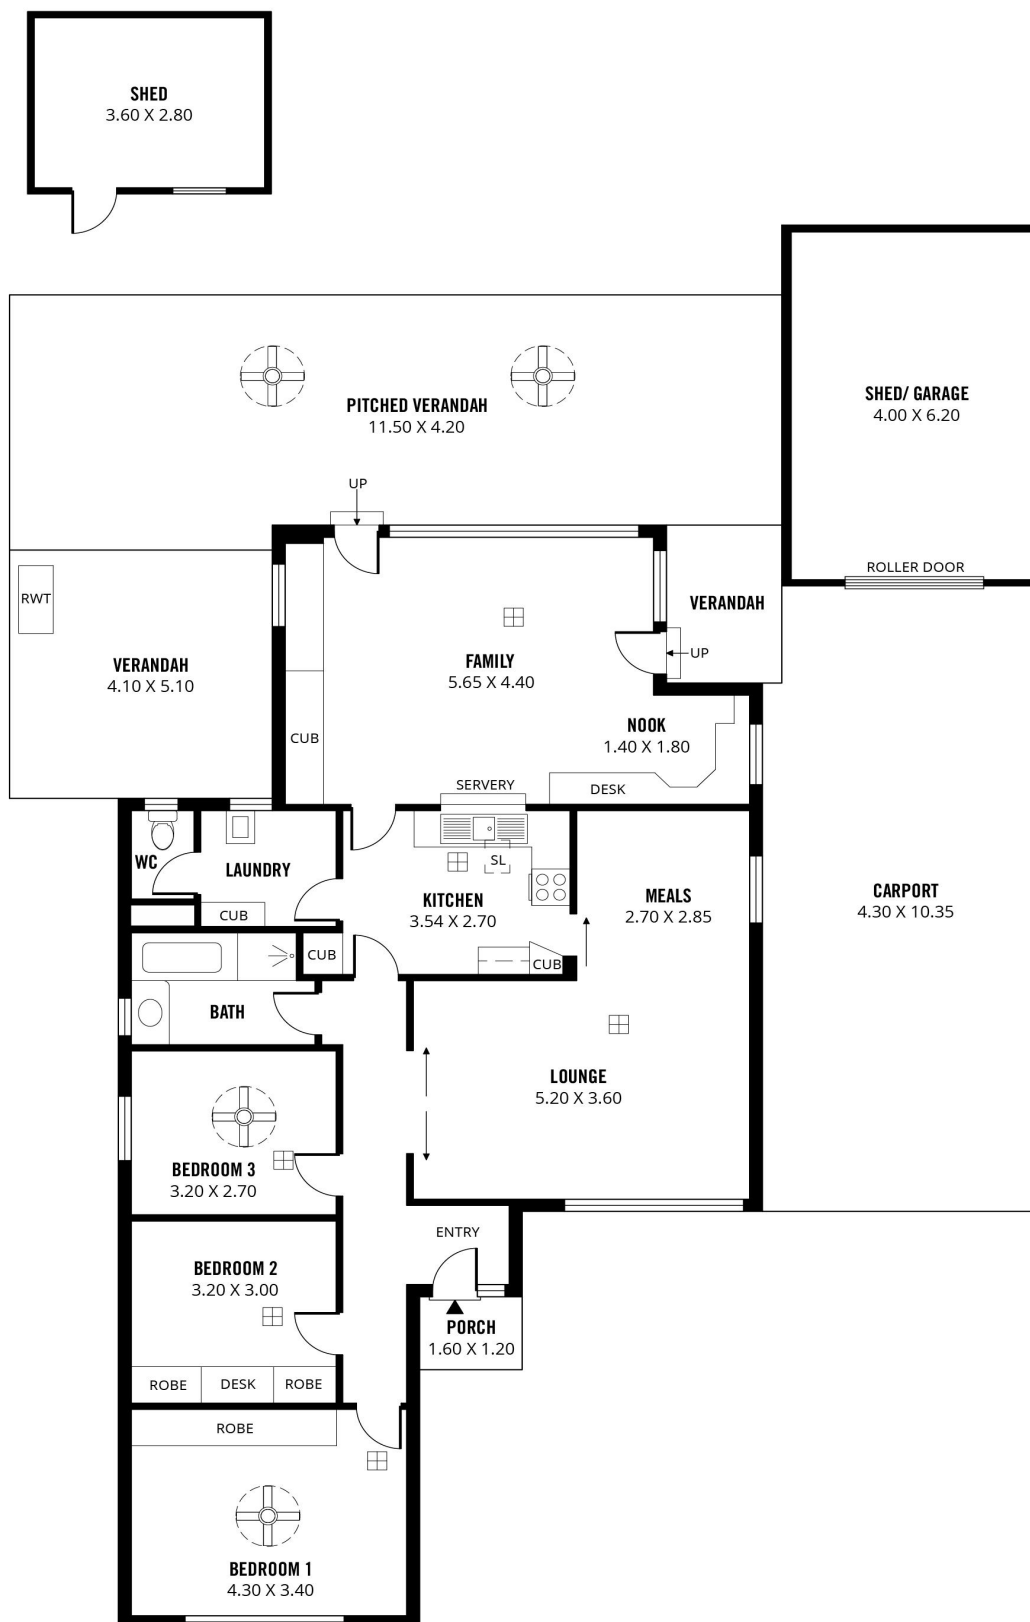 SHED
3.60 X 2.80
PITCHED VERANDAH
11.50 X 4.20
SHED/ GARAGE
4.00 X 6.20
UP
ROLLER DOOR
RWT
VERANDAH
4.10 X 5.10
FAMILY
5.65 X 4.40
VERANDAH
UP
NOOK
1.40 X 1.80
CUB
SERVERY
DESK
WC
LAUNDRY
SL
KITCHEN
3.54 X 2.70
MEALS
2.70 X 2.85
CARPORT
4.30 X 10.35
CUB
CUB
CUB
BATH
LOUNGE
5.20 X 3.60
BEDROOM 3
3.20 X 2.70
ENTRY
BEDROOM 2
3.20 X 3.00
PORCH
1.60 X 1.20
ROBE
DESK
ROBE
ROBE
BEDROOM 1
4.30 X 3.40